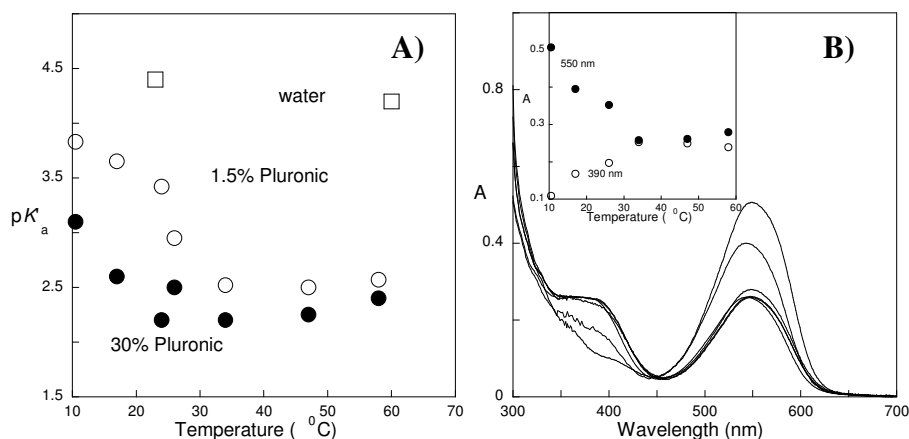 A)
4.5
3.5
2.5
1.5
pK'a
water
1.5% Pluronic
30% Pluronic
10 20 30 40 50 60 70
Temperature ( °C)
B)
0.8
0.4
0
A
300 400 500 600 700
Wavelength (nm)
0.5
0.3
0.1
A
550 nm
390 nm
10 20 30 40 50 60
Temperature ( °C)